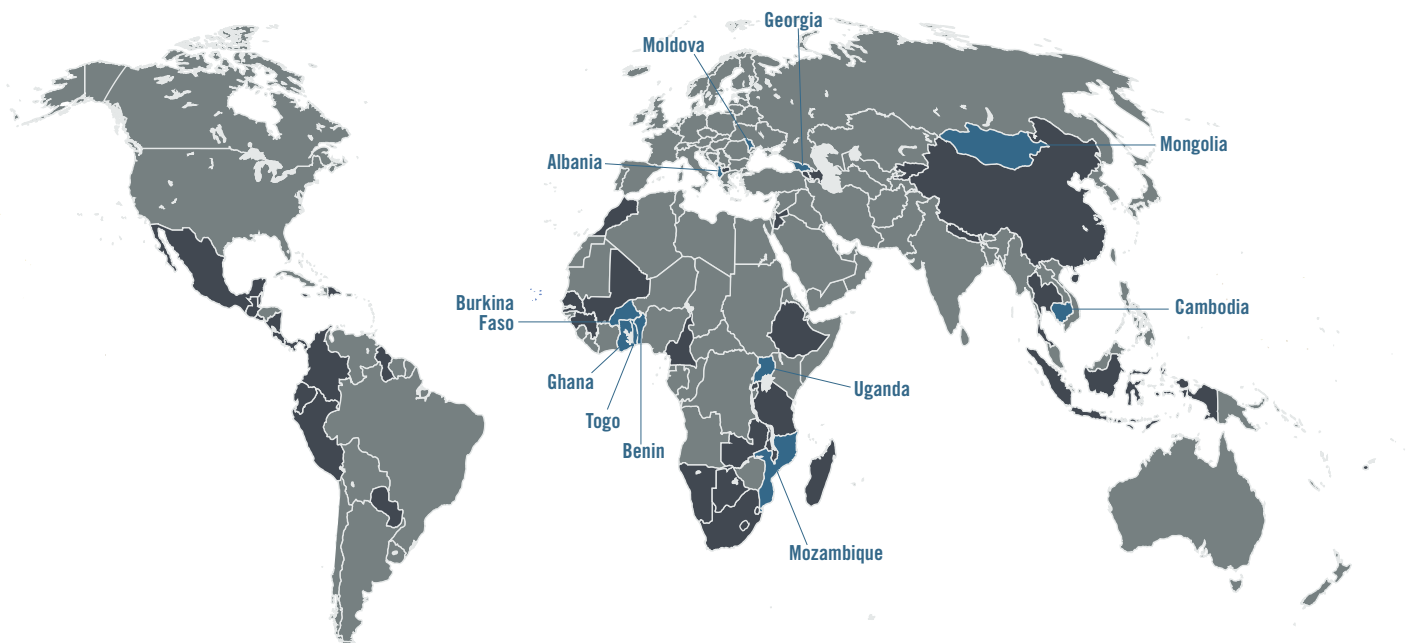 Georgia
Moldova
Albania
Mongolia
Burkina
Faso
Cambodia
Ghana
Uganda
Togo
Benin
Mozambique